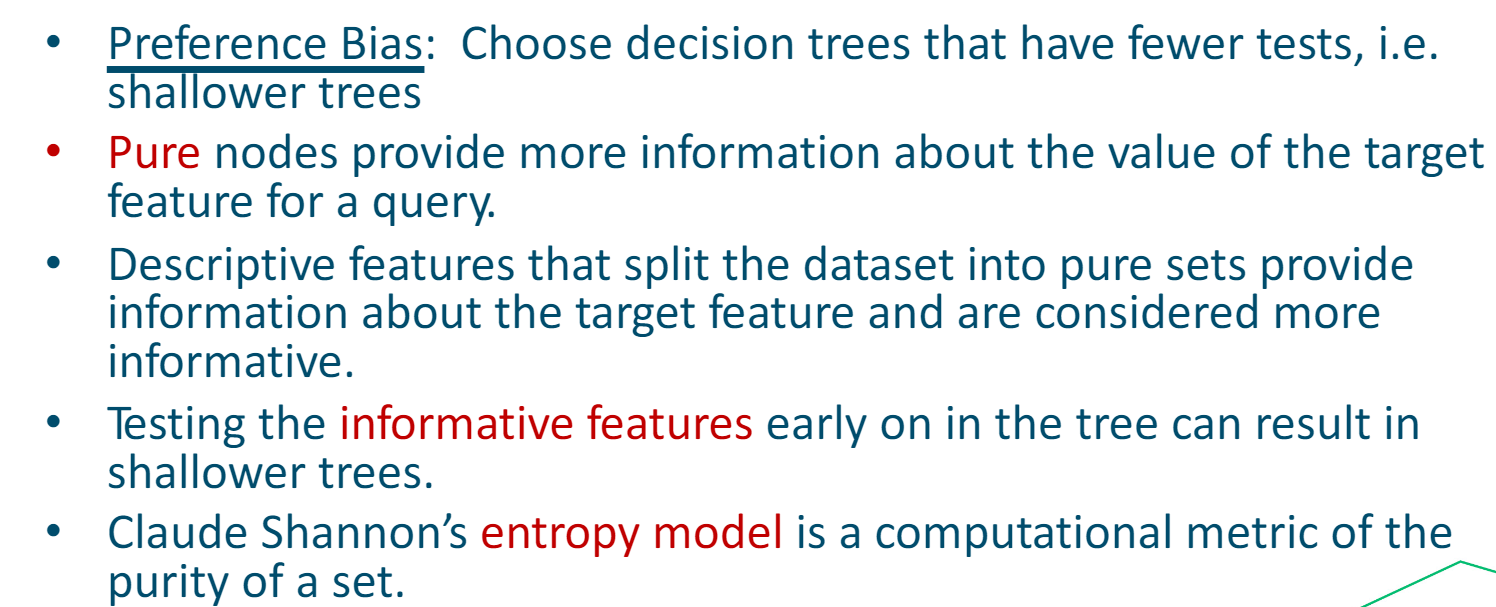 • Preference Bias: Choose decision trees that have fewer tests, i.e.
shallower trees
• Pure nodes provide more information about the value of the target
feature for a query.
• Descriptive features that split the dataset into pure sets provide
information about the target feature and are considered more
informative.
• Testing the informative features early on in the tree can result in
shallower trees.
• Claude Shannon’s entropy model is a computational metric of the
purity of a set.